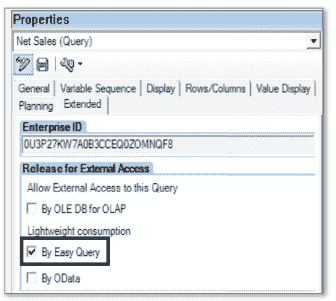 Properties
Net Sales (Query)
General Variable Sequence Display Rows/Columns Value Display
Planning Extended
Enterprise ID
0U3P27KW7A0B3CCEQ0ZOMNQF8
Release for External Access
Allow External Access to this Query
By OLE DB for OLAP
Lightweight consumption
By Easy Query
By OData